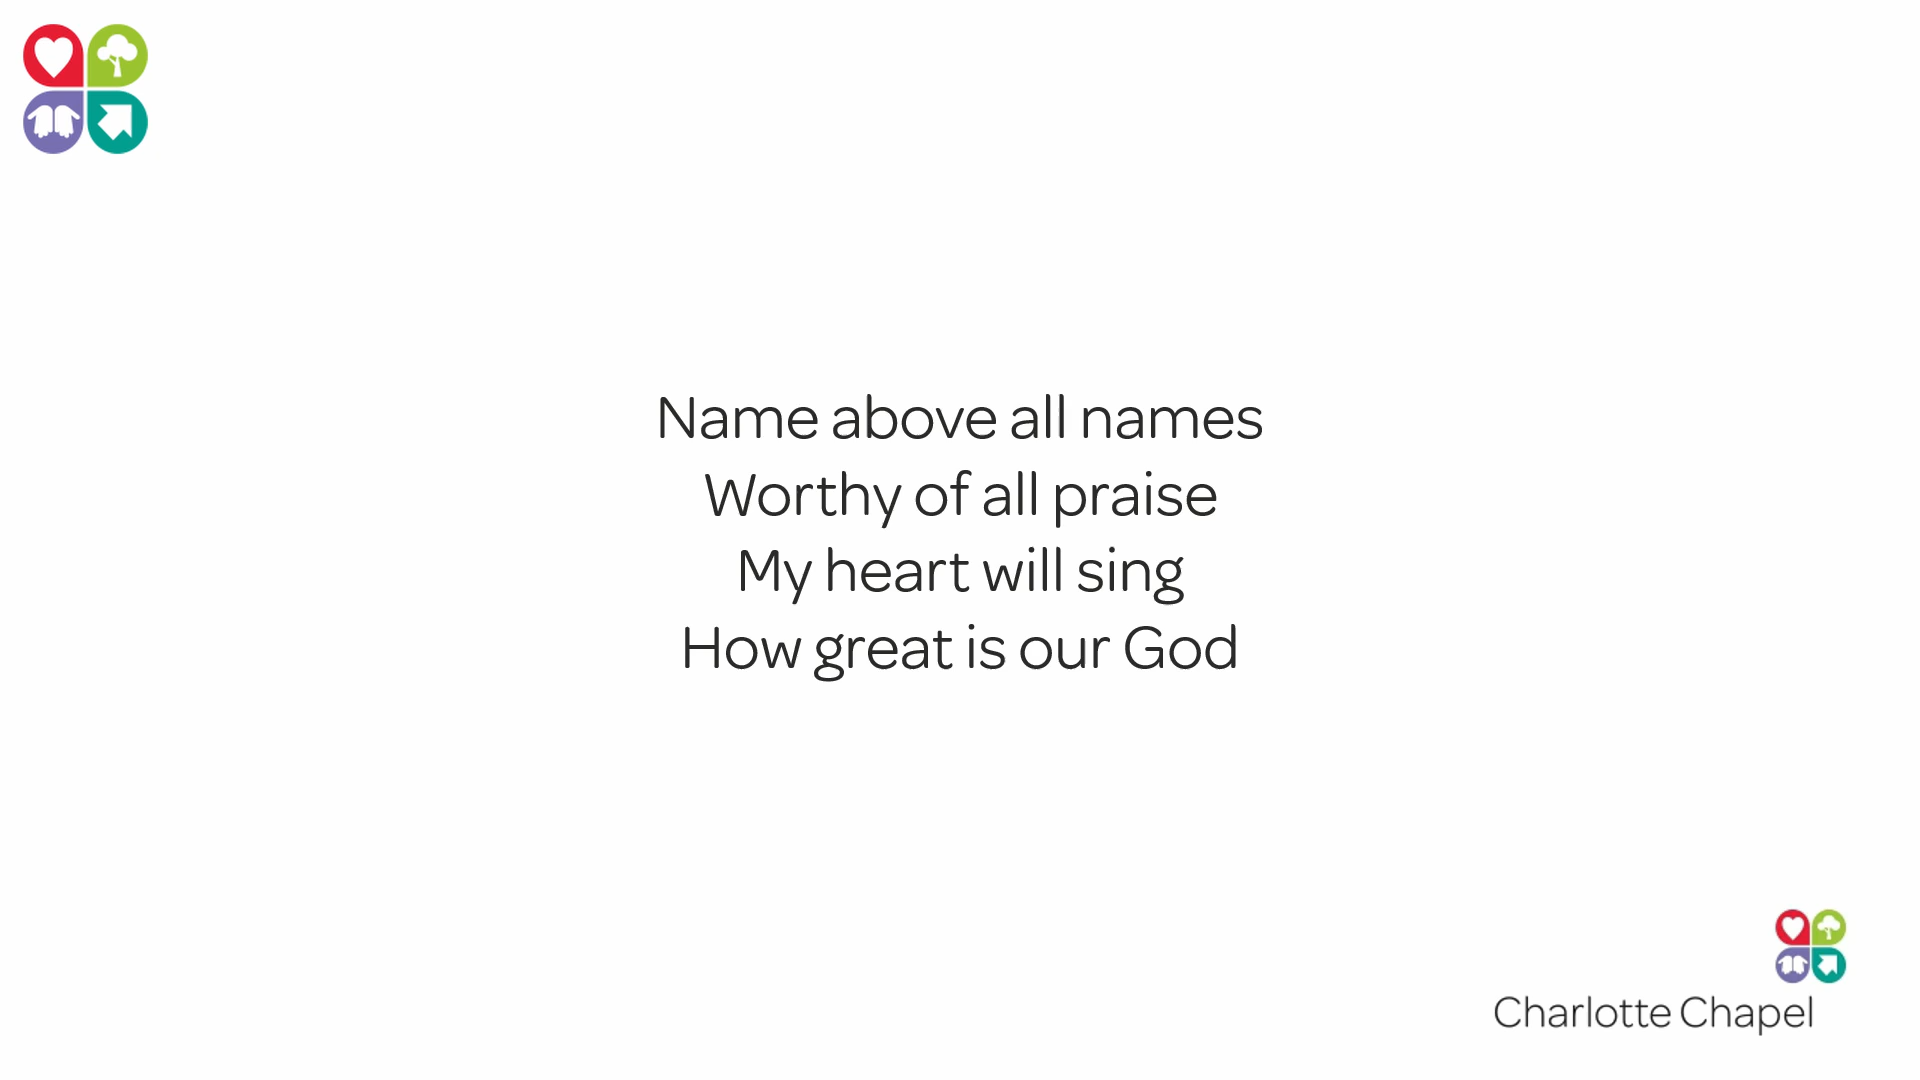 Name above all names
Worthy of all praise
My heart will sing
How great is our God
Charlotte Chapel